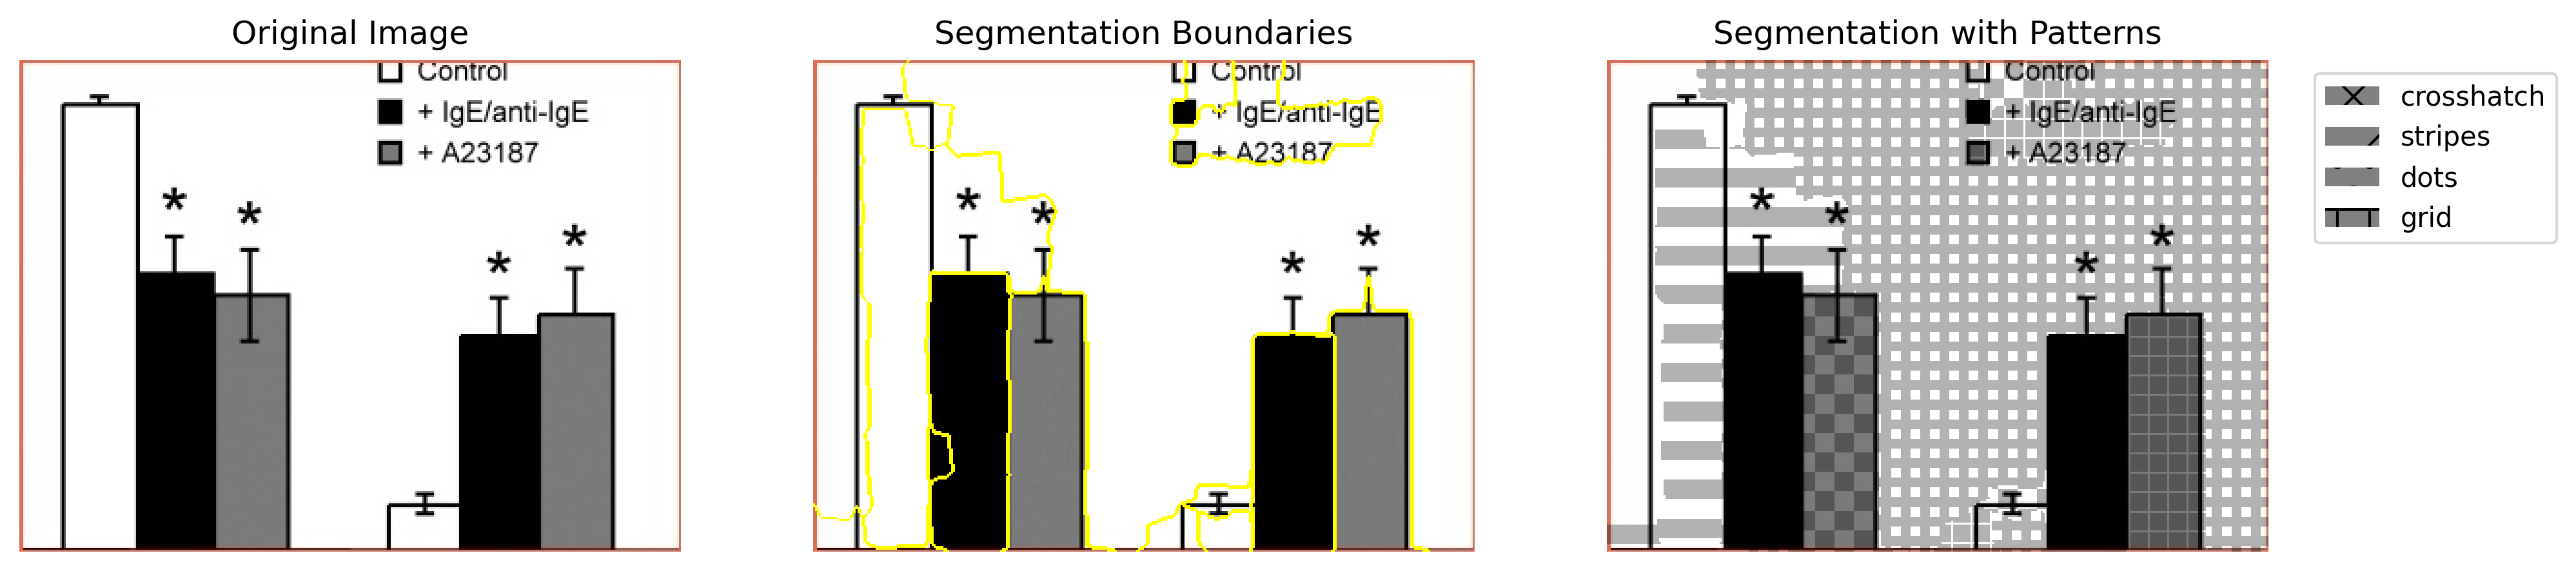 Original Image
Control
+ IgE/anti-IgE
+ A23187
*
*
*
*
Segmentation Boundaries
Control
+ IgE/anti-IgE
+ A23187
*
*
*
*
Segmentation with Patterns
Control
+ IgE/anti-IgE
+ A23187
*
*
*
*
crosshatch
stripes
dots
grid